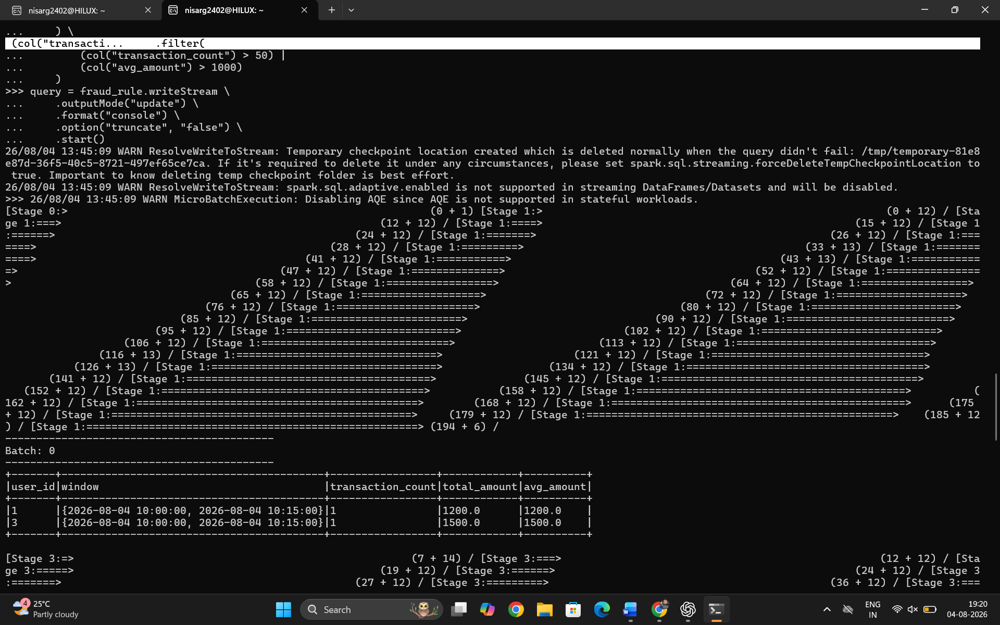 nisarg2402@HILUX: ~
nisarg2402@HILUX: ~
...     ) \
 (col("transacti...     .filter(
...         (col("transaction_count") > 50) |
...         (col("avg_amount") > 1000)
...     )
>>> query = fraud_rule.writeStream \
...     .outputMode("update") \
...     .format("console") \
...     .option("truncate", "false") \
...     .start()
26/08/04 13:45:09 WARN ResolveWriteToStream: Temporary checkpoint location created which is deleted normally when the query didn't fail: /tmp/temporary-81e8
e87d-36f5-40c5-8721-497ef65ce7ca. If it's required to delete it under any circumstances, please set spark.sql.streaming.forceDeleteTempCheckpointLocation to
 true. Important to know deleting temp checkpoint folder is best effort.
26/08/04 13:45:09 WARN ResolveWriteToStream: spark.sql.adaptive.enabled is not supported in streaming DataFrames/Datasets and will be disabled.
>>> 26/08/04 13:45:09 WARN MicroBatchExecution: Disabling AQE since AQE is not supported in stateful workloads.
[Stage 0:> (0 + 1) [Stage 1:> (0 + 12) / [Sta
ge 1:===> (12 + 12) / [Stage 1:====> (15 + 12) / [Stage 1
:======> (24 + 12) / [Stage 1:=======> (26 + 12) / [Stage 1:===
====> (28 + 12) / [Stage 1:=========> (33 + 13) / [Stage 1:=======
====> (41 + 12) / [Stage 1:===========> (43 + 13) / [Stage 1:===========
=> (47 + 12) / [Stage 1:==============> (52 + 12) / [Stage 1:===============
> (58 + 12) / [Stage 1:=================> (64 + 12) / [Stage 1:=================>
(65 + 12) / [Stage 1:===================> (72 + 12) / [Stage 1:====================>
(76 + 12) / [Stage 1:======================> (80 + 12) / [Stage 1:=======================>
(85 + 12) / [Stage 1:========================> (90 + 12) / [Stage 1:==========================>
(95 + 12) / [Stage 1:===========================> (102 + 12) / [Stage 1:============================>
(106 + 12) / [Stage 1:==============================> (113 + 12) / [Stage 1:===============================>
(116 + 13) / [Stage 1:================================> (121 + 12) / [Stage 1:==================================>
(126 + 13) / [Stage 1:====================================> (134 + 12) / [Stage 1:======================================>
(141 + 12) / [Stage 1:=======================================> (145 + 12) / [Stage 1:=========================================>
(152 + 12) / [Stage 1:==========================================> (158 + 12) / [Stage 1:===========================================> (
162 + 12) / [Stage 1:=============================================> (168 + 12) / [Stage 1:===============================================> (175
+ 12) / [Stage 1:================================================> (179 + 12) / [Stage 1:=================================================> (185 + 12
) / [Stage 1:=====================================================> (194 + 6) /
-------------------------------------------
Batch: 0
-------------------------------------------
+-------+------------------------------------------+-----------------+------------+----------+
|user_id|window                                    |transaction_count|total_amount|avg_amount|
+-------+------------------------------------------+-----------------+------------+----------+
|1      |{2026-08-04 10:00:00, 2026-08-04 10:15:00}|1                |1200.0      |1200.0    |
|3      |{2026-08-04 10:00:00, 2026-08-04 10:15:00}|1                |1500.0      |1500.0    |
+-------+------------------------------------------+-----------------+------------+----------+
[Stage 3:=> (7 + 14) / [Stage 3:===> (12 + 12) / [Sta
ge 3:=====> (19 + 12) / [Stage 3:======> (24 + 12) / [Stage 3
:=======> (27 + 12) / [Stage 3:=========> (36 + 12) / [Stage 3:===
4
25°C
Partly cloudy
Search
ENG
IN
19:20
04-08-2026